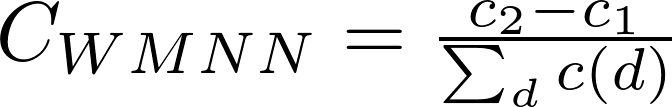 C_{WMNN} = \frac{c_2 - c_1}{\sum_d c(d)}